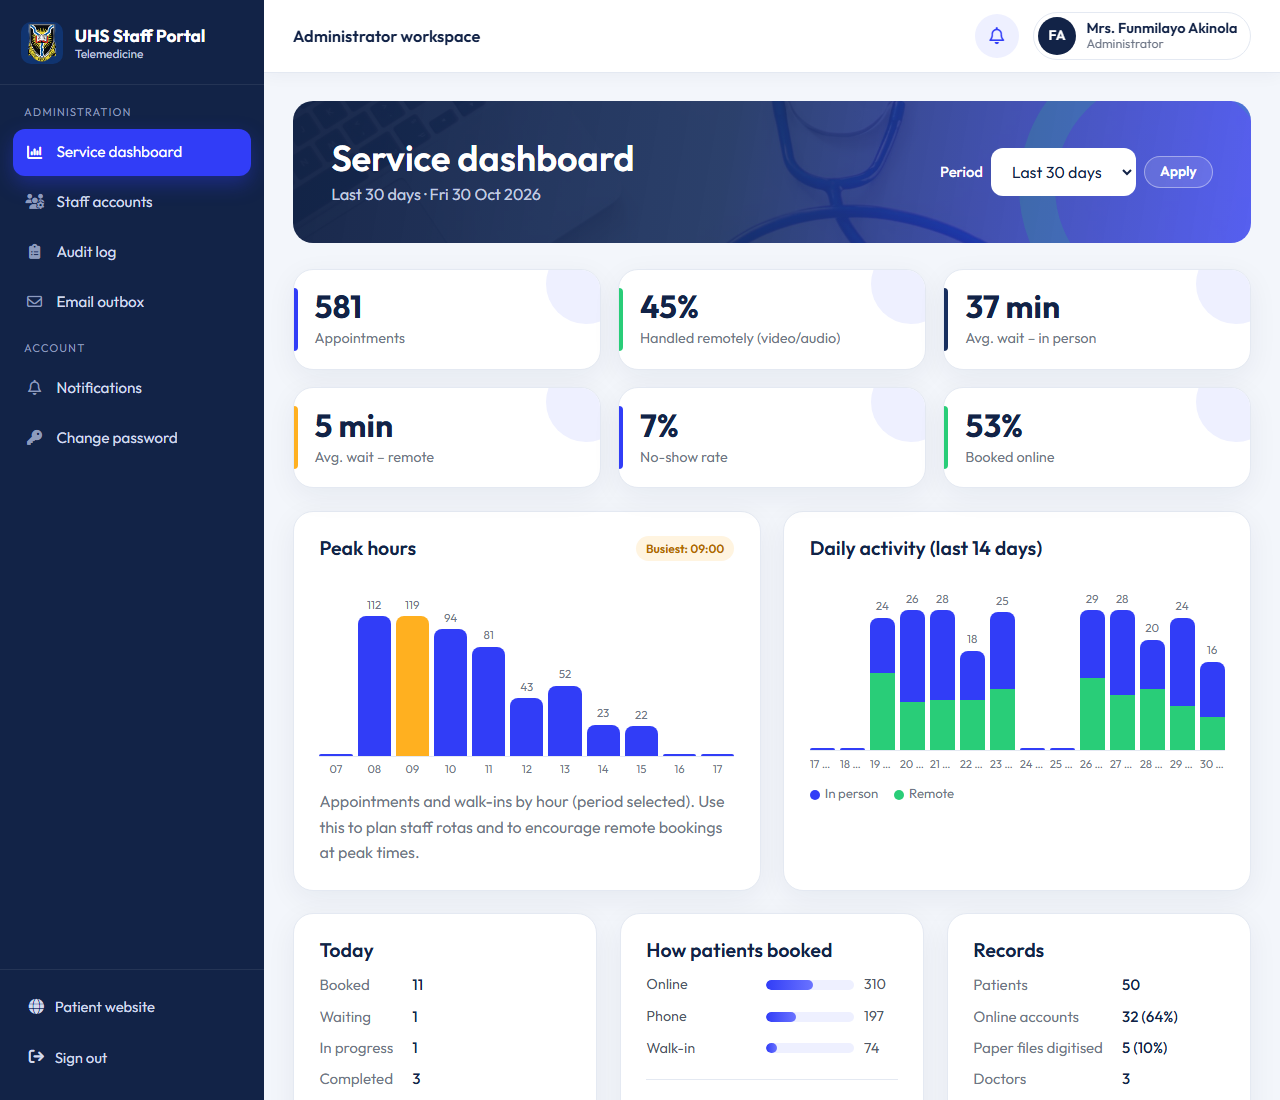 UHS Staff Portal
Telemedicine
ADMINISTRATION
Service dashboard
Staff accounts
Audit log
Email outbox
ACCOUNT
Notifications
Change password
Patient website
Sign out
Administrator workspace
FA
Mrs. Funmilayo Akinola
Administrator
Service dashboard
Last 30 days · Fri 30 Oct 2026
Period
Last 30 days
Apply
581
Appointments
45%
Handled remotely (video/audio)
37 min
Avg. wait – in person
5 min
Avg. wait – remote
7%
No-show rate
53%
Booked online
Peak hours
Busiest: 09:00
112 119 94 81 43 52 23 22
07 08 09 10 11 12 13 14 15 16 17
Appointments and walk-ins by hour (period selected). Use
this to plan staff rotas and to encourage remote bookings
at peak times.
Daily activity (last 14 days)
24 26 28 18 25 29 28 20 24 16
17 ... 18 ... 19 ... 20 ... 21 ... 22 ... 23 ... 24 ... 25 ... 26 ... 27 ... 28 ... 29 ... 30 ...
In person Remote
Today
Booked 11
Waiting 1
In progress 1
Completed 3
How patients booked
Online 310
Phone 197
Walk-in 74
Records
Patients 50
Online accounts 32 (64%)
Paper files digitised 5 (10%)
Doctors 3